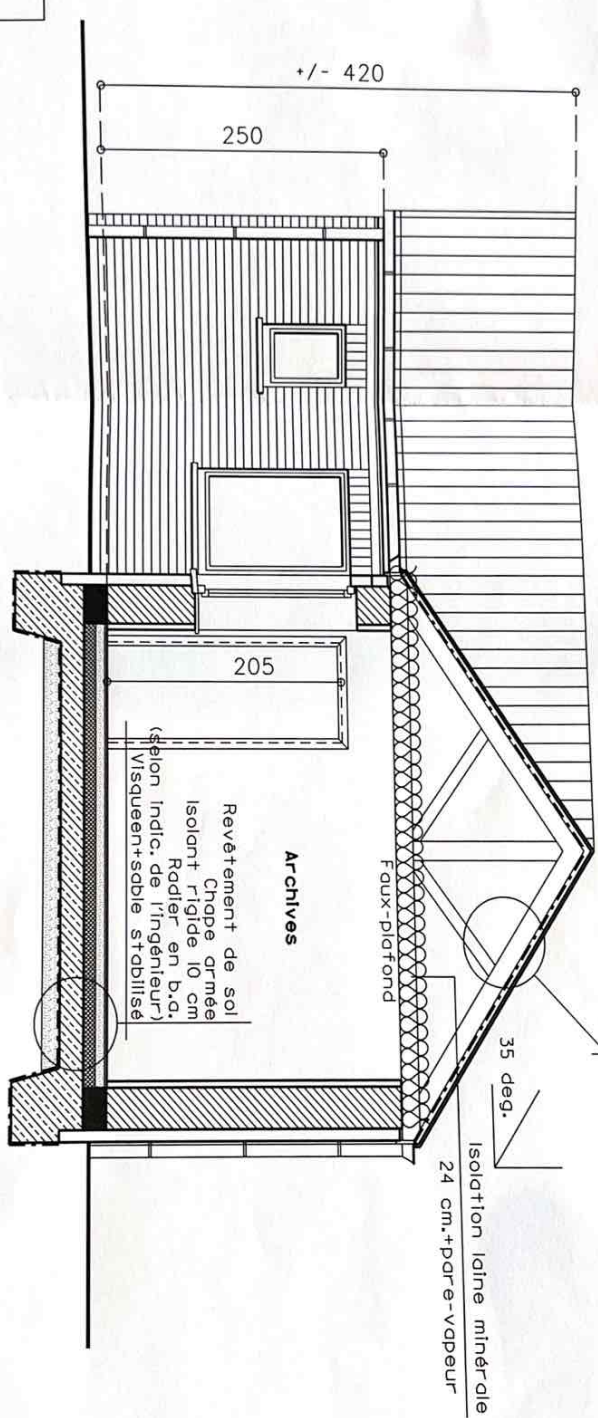 +/- 420
250
205
35 deg.
Isolation laine minérale
24 cm.+pare-vapeur
Faux-plafond
Archives
Revêtement de sol
Chape armée
Isolant rigide 10 cm
Radier en b.a.
(selon indic. de l'ingénieur)
Visqueen+sable stabilisé